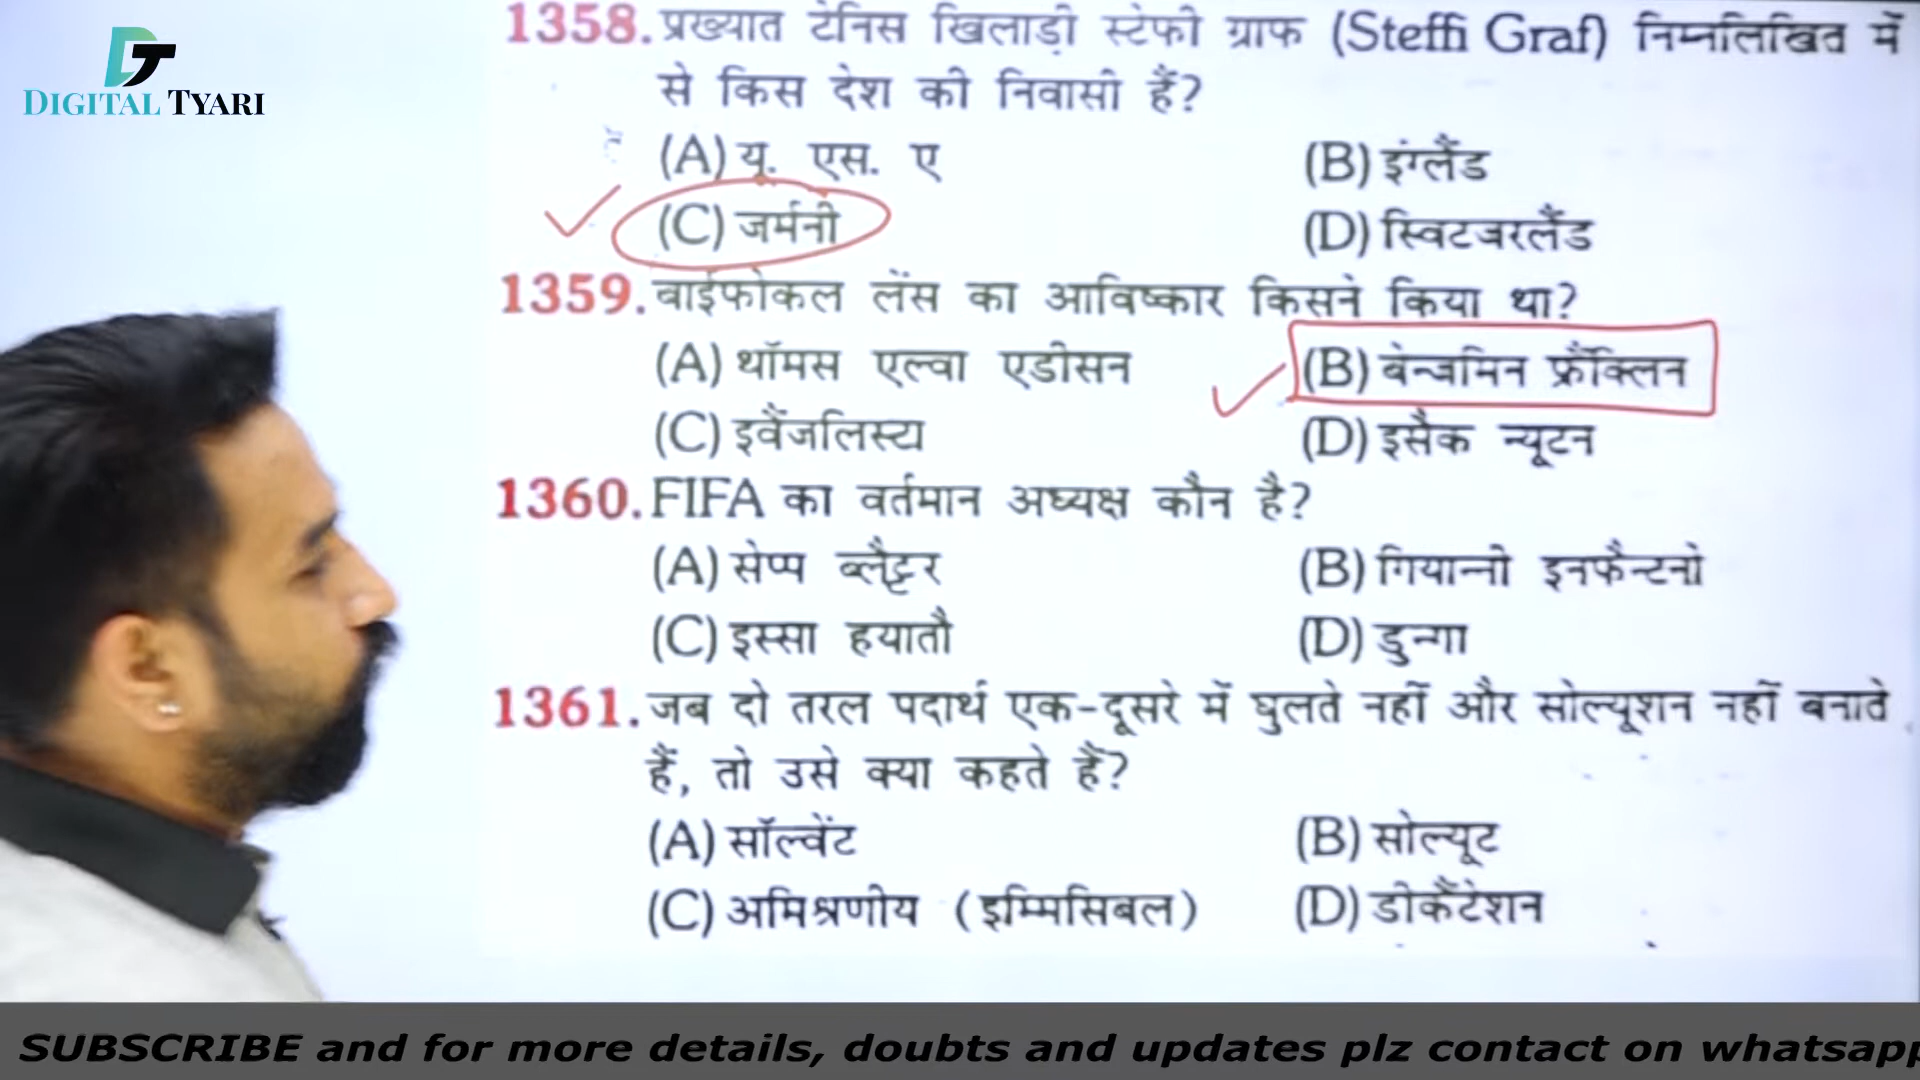 DT
DIGITAL TYARI
1358. प्रख्यात टेनिस खिलाड़ी स्टेफी ग्राफ (Steffi Graf) निम्नलिखित में
से किस देश की निवासी हैं?
(A) यू. एस. ए (B) इंग्लैंड
(C) जर्मनी (D) स्विटजरलैंड
1359. बाईफोकल लेंस का आविष्कार किसने किया था?
(A) थॉमस एल्वा एडीसन (B) बेन्जामिन फ्रैंक्लिन
(C) इवैंजलिस्टा (D) इसैक न्यूटन
1360. FIFA का वर्तमान अध्यक्ष कौन है?
(A) सेप्प ब्लैट्टर (B) गियान्नी इनफैन्टनो
(C) इस्सा हयातौ (D) डुन्गा
1361. जब दो तरल पदार्थ एक-दूसरे में घुलते नहीं और सोल्यूशन नहीं बनाते
हैं, तो उसे क्या कहते हैं?
(A) सॉल्वेंट (B) सोल्यूट
(C) अमिश्रणीय (इम्मिसिबल) (D) डीकैंटेशन
SUBSCRIBE and for more details, doubts and updates plz contact on whatsapp